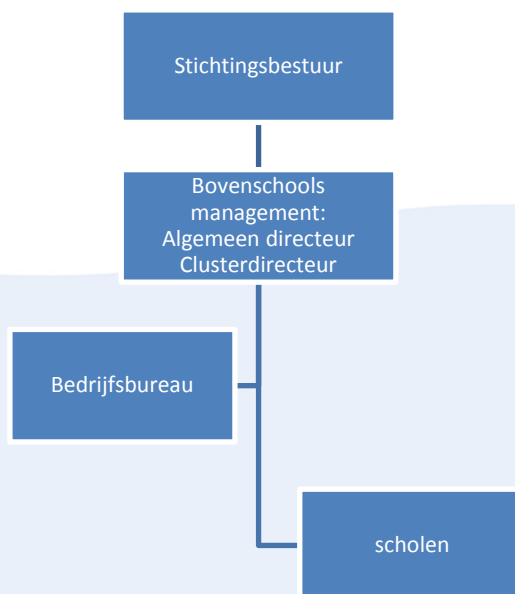 Stichtingsbestuur
Bovenschools
management:
Algemeen directeur
Clusterdirecteur
Bedrijfsbureau
scholen